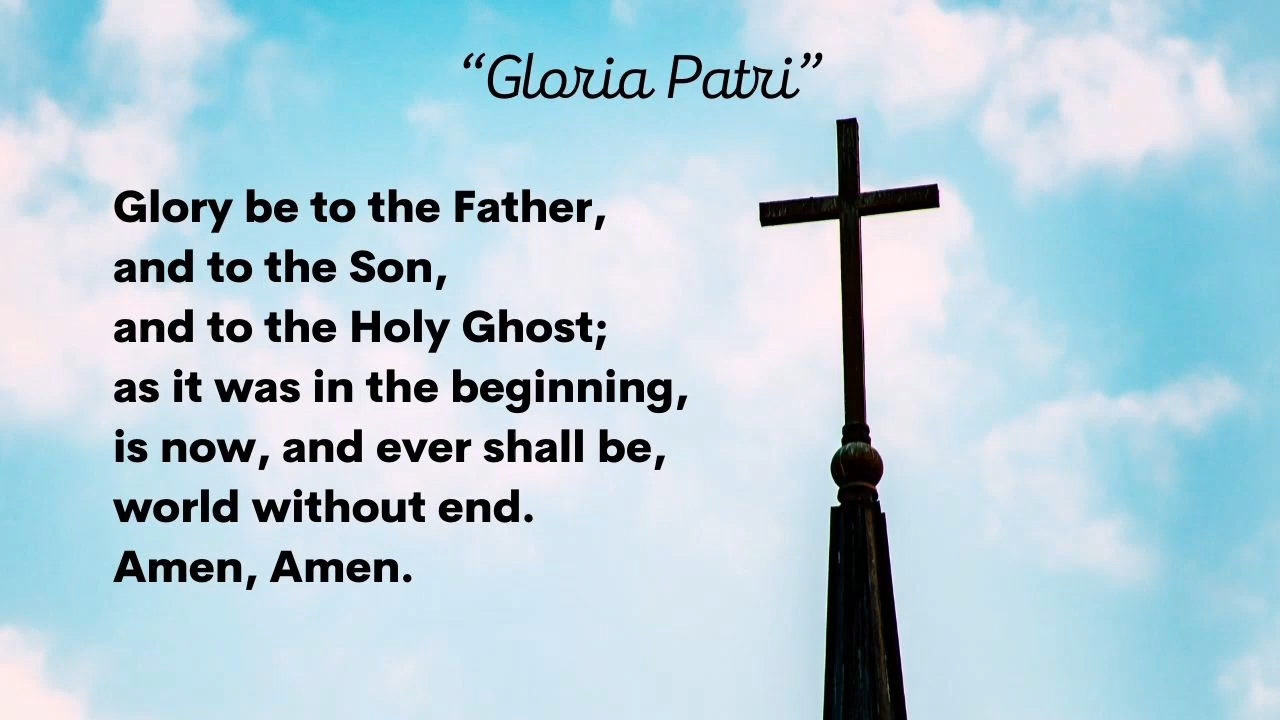 “Gloria Patri”
Glory be to the Father,
and to the Son,
and to the Holy Ghost;
as it was in the beginning,
is now, and ever shall be,
world without end.
Amen, Amen.